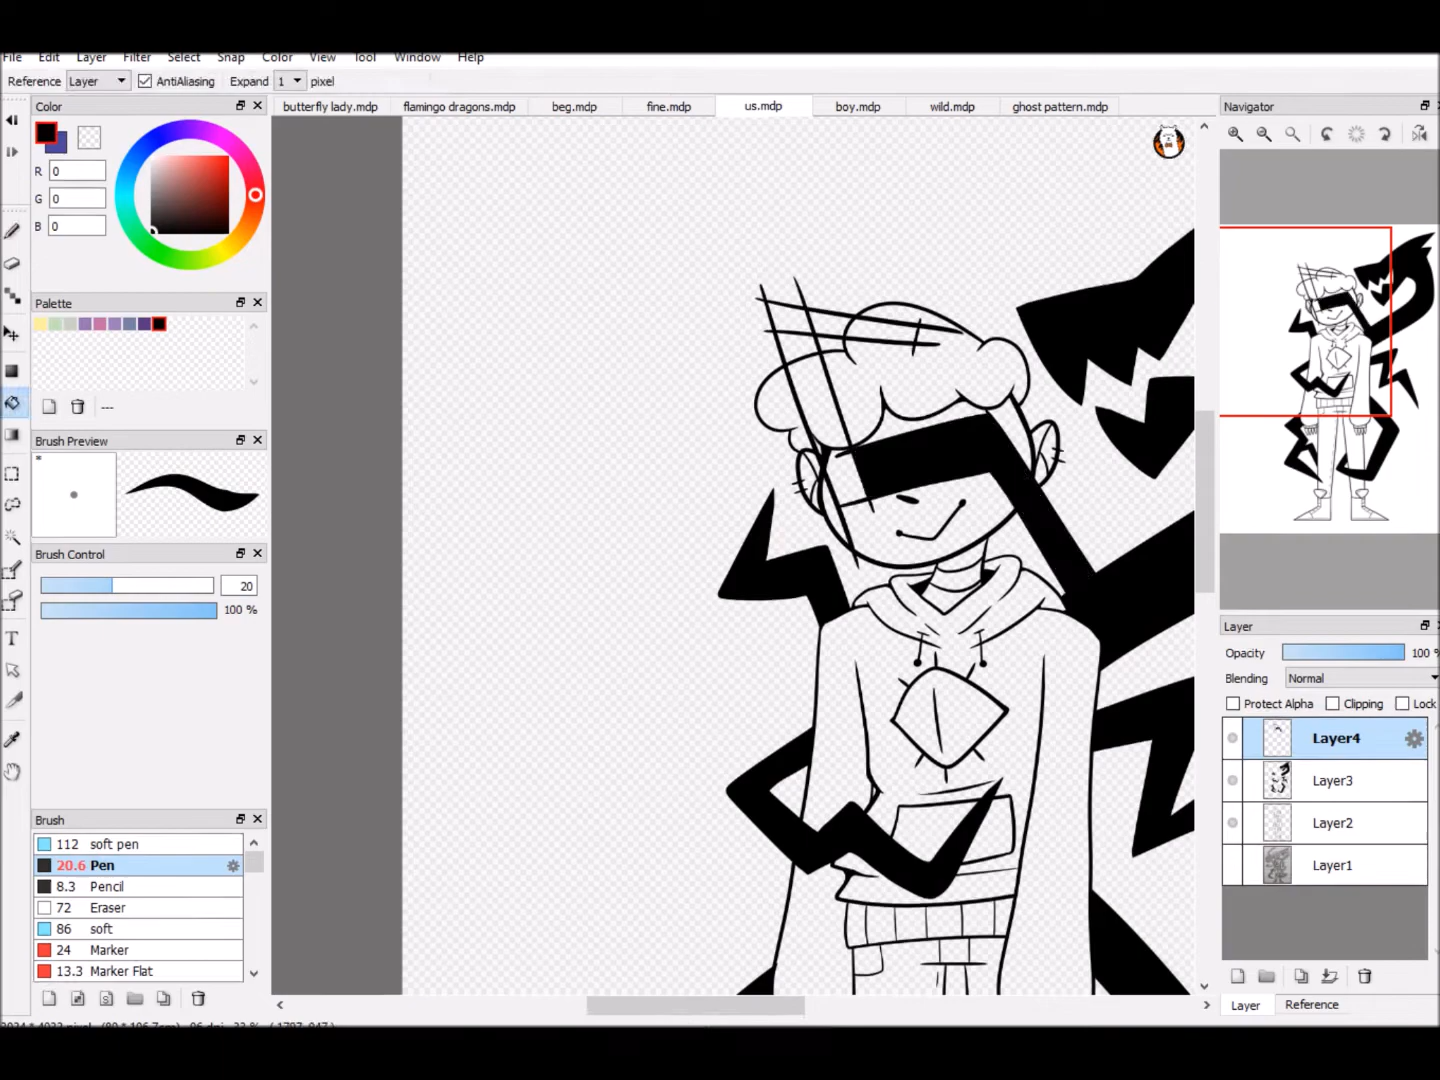 File Edit Layer Filter Select Snap Color View Tool Window Help
Reference Layer AntiAliasing Expand 1 pixel
Color
butterfly lady.mdp flamingo dragons.mdp beg.mdp fine.mdp us.mdp boy.mdp wild.mdp ghost pattern.mdp
Navigator
R 0
G 0
B 0
Palette
---
Brush Preview
*
Brush Control
20
100 %
T
Brush
112 soft pen
20.6 Pen
8.3 Pencil
72 Eraser
86 soft
24 Marker
13.3 Marker Flat
S
Layer
Opacity 100 %
Blending Normal
Protect Alpha Clipping Lock
Layer4
Layer3
Layer2
Layer1
Layer Reference